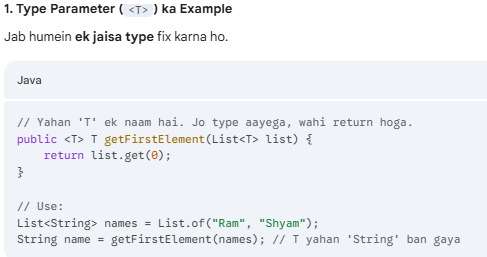 1. Type Parameter ( <T> ) ka Example
Jab humein ek jaisa type fix karna ho.
Java
// Yahan 'T' ek naam hai. Jo type aayega, wahi return hoga.
public <T> T getFirstElement(List<T> list) {
    return list.get(0);
}
// Use:
List<String> names = List.of("Ram", "Shyam");
String name = getFirstElement(names); // T yahan 'String' ban gaya